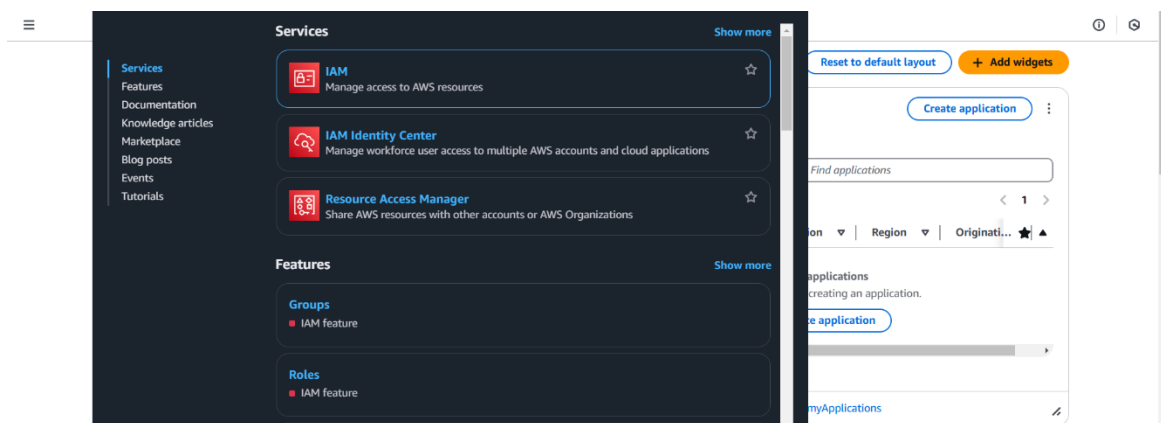 Services
Features
Documentation
Knowledge articles
Marketplace
Blog posts
Events
Tutorials
Services
Show more
IAM
Manage access to AWS resources
IAM Identity Center
Manage workforce user access to multiple AWS accounts and cloud applications
Resource Access Manager
Share AWS resources with other accounts or AWS Organizations
Features
Show more
Groups
IAM feature
Roles
IAM feature
Reset to default layout
+ Add widgets
Create application
Find applications
1
ion
Region
Originati...
applications
creating an application.
e application
myApplications